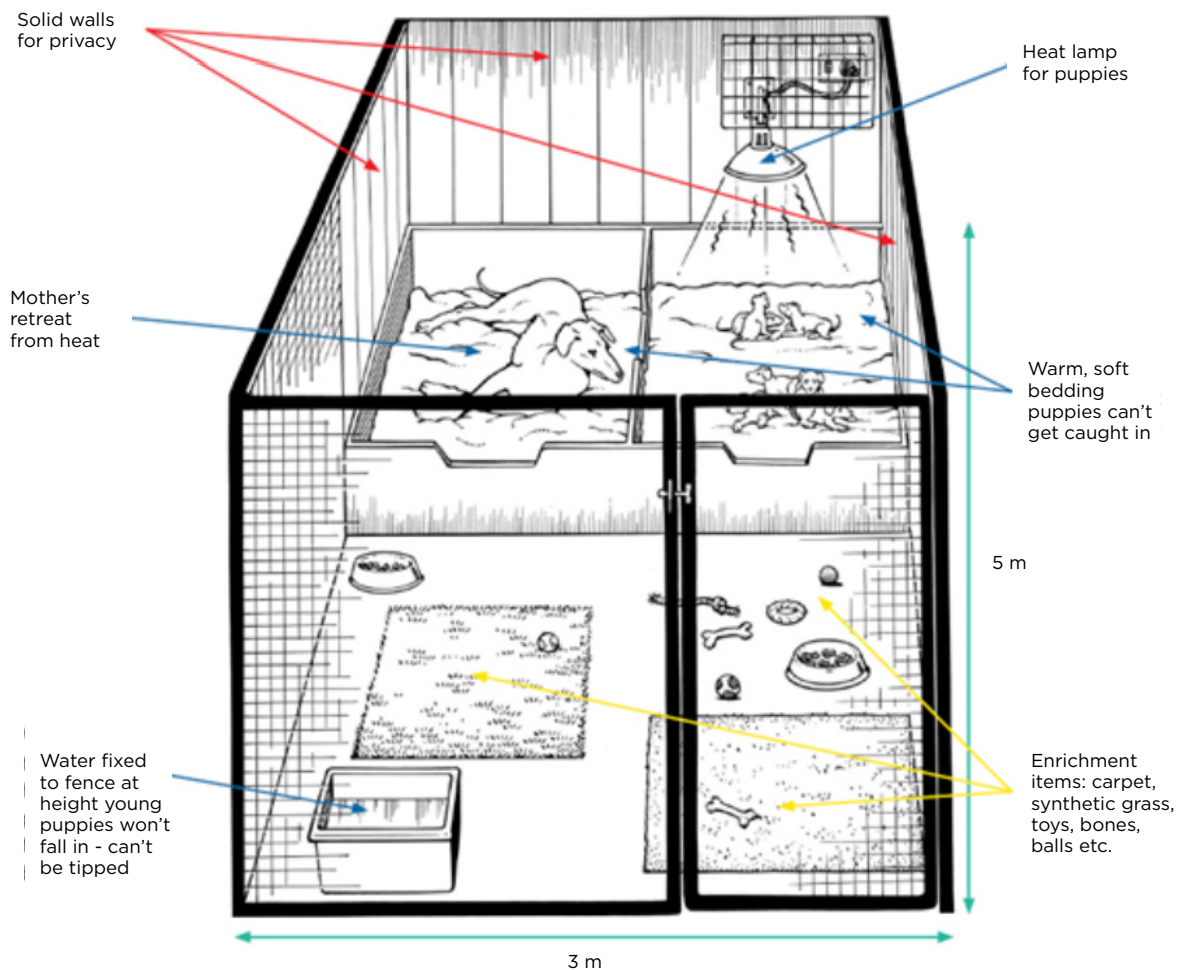 Solid walls
for privacy
Heat lamp
for puppies
Mother’s
retreat
from heat
Warm, soft
bedding
puppies can’t
get caught in
5 m
Water fixed
to fence at
height young
puppies won’t
fall in - can’t
be tipped
Enrichment
items: carpet,
synthetic grass,
toys, bones,
balls etc.
3 m